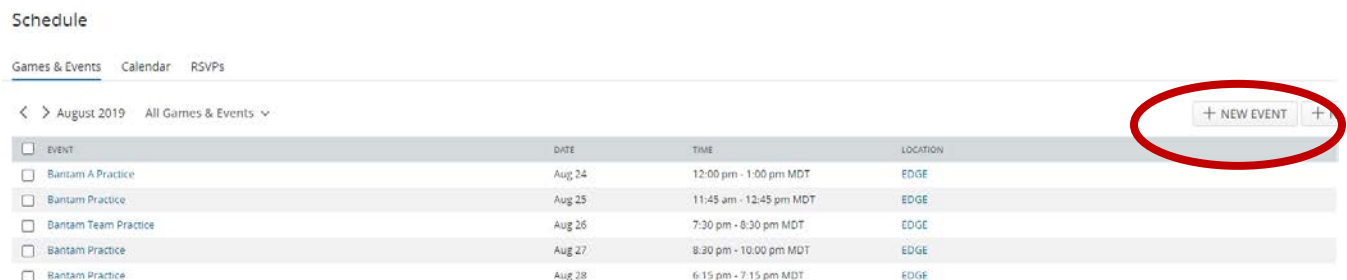 Schedule
Games & Events Calendar RSVPs
August 2019 All Games & Events
+ NEW EVENT +
EVENT DATE TIME LOCATION
Bantam A Practice Aug 24 12:00 pm - 1:00 pm MDT EDGE
Bantam Practice Aug 25 11:45 am - 12:45 pm MDT EDGE
Bantam Team Practice Aug 26 7:30 pm - 8:30 pm MDT EDGE
Bantam Practice Aug 27 8:30 pm - 10:00 pm MDT EDGE
Bantam Practice Aug 28 6:15 pm - 7:15 pm MDT EDGE